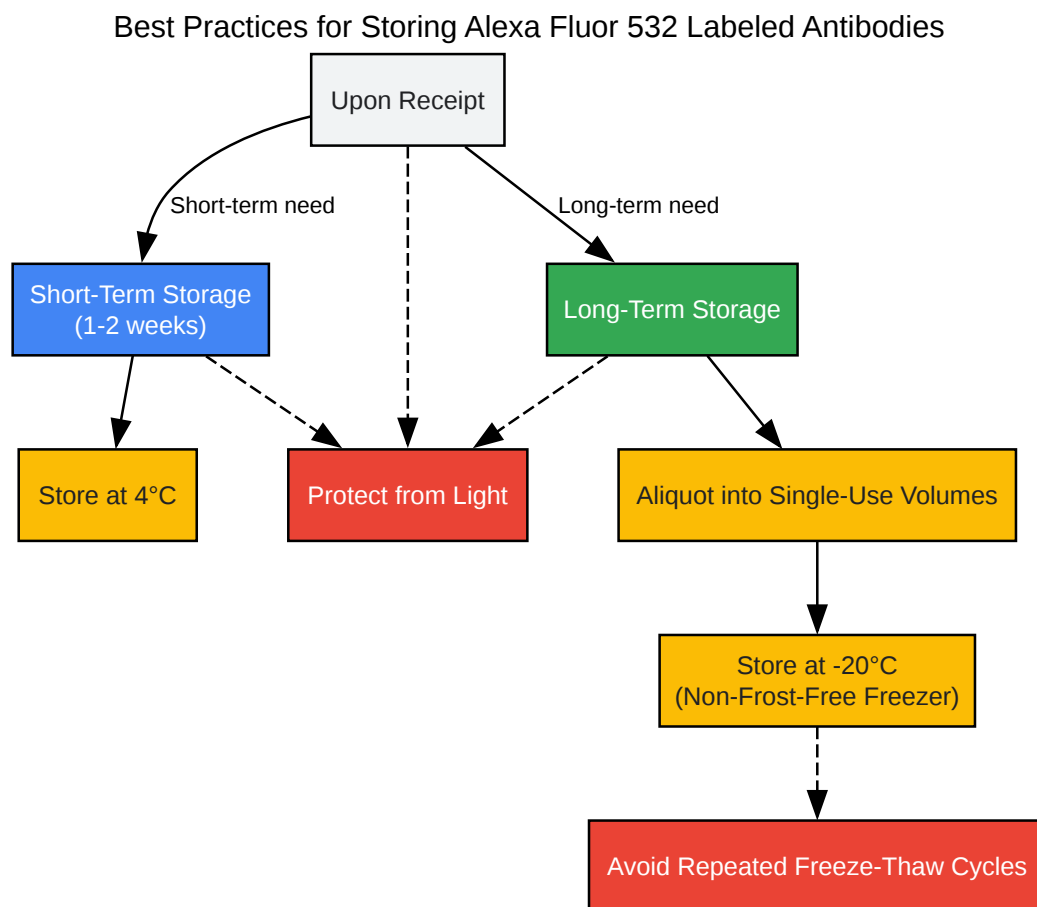 Best Practices for Storing Alexa Fluor 532 Labeled Antibodies
Upon Receipt
Short-term need
Long-term need
Short-Term Storage
(1-2 weeks)
Long-Term Storage
Store at 4°C
Protect from Light
Aliquot into Single-Use Volumes
Store at -20°C
(Non-Frost-Free Freezer)
Avoid Repeated Freeze-Thaw Cycles